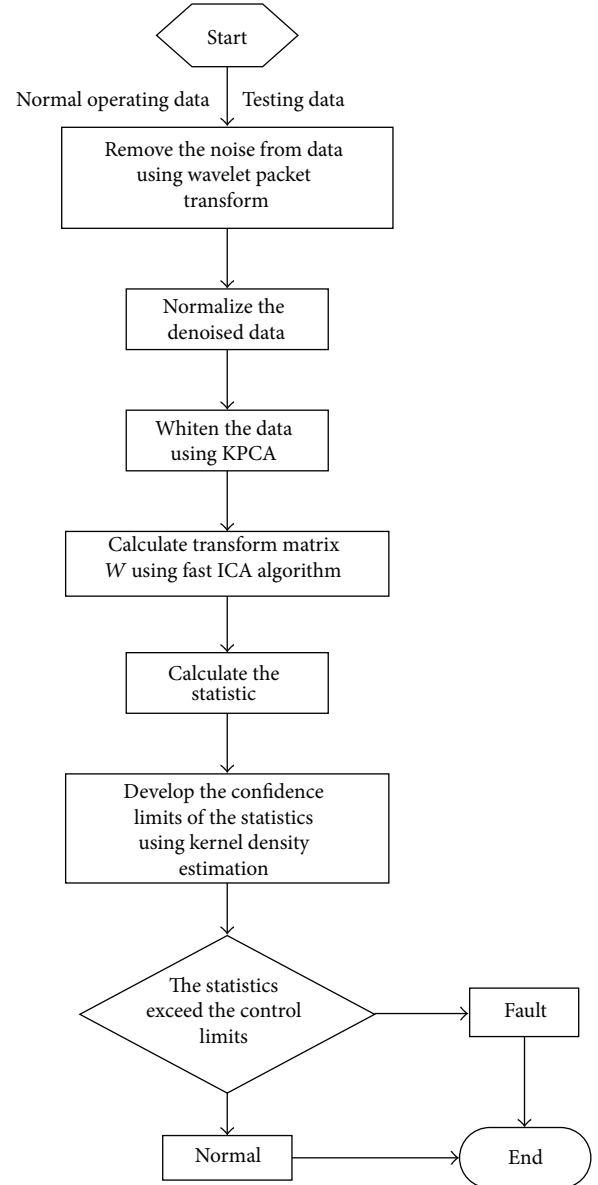 Start
Normal operating data
Testing data
Remove the noise from data
using wavelet packet
transform
Normalize the
denoised data
Whiten the data
using KPCA
Calculate transform matrix
W using fast ICA algorithm
Calculate the
statistic
Develop the confidence
limits of the statistics
using kernel density
estimation
The statistics
exceed the control
limits
Fault
Normal
End